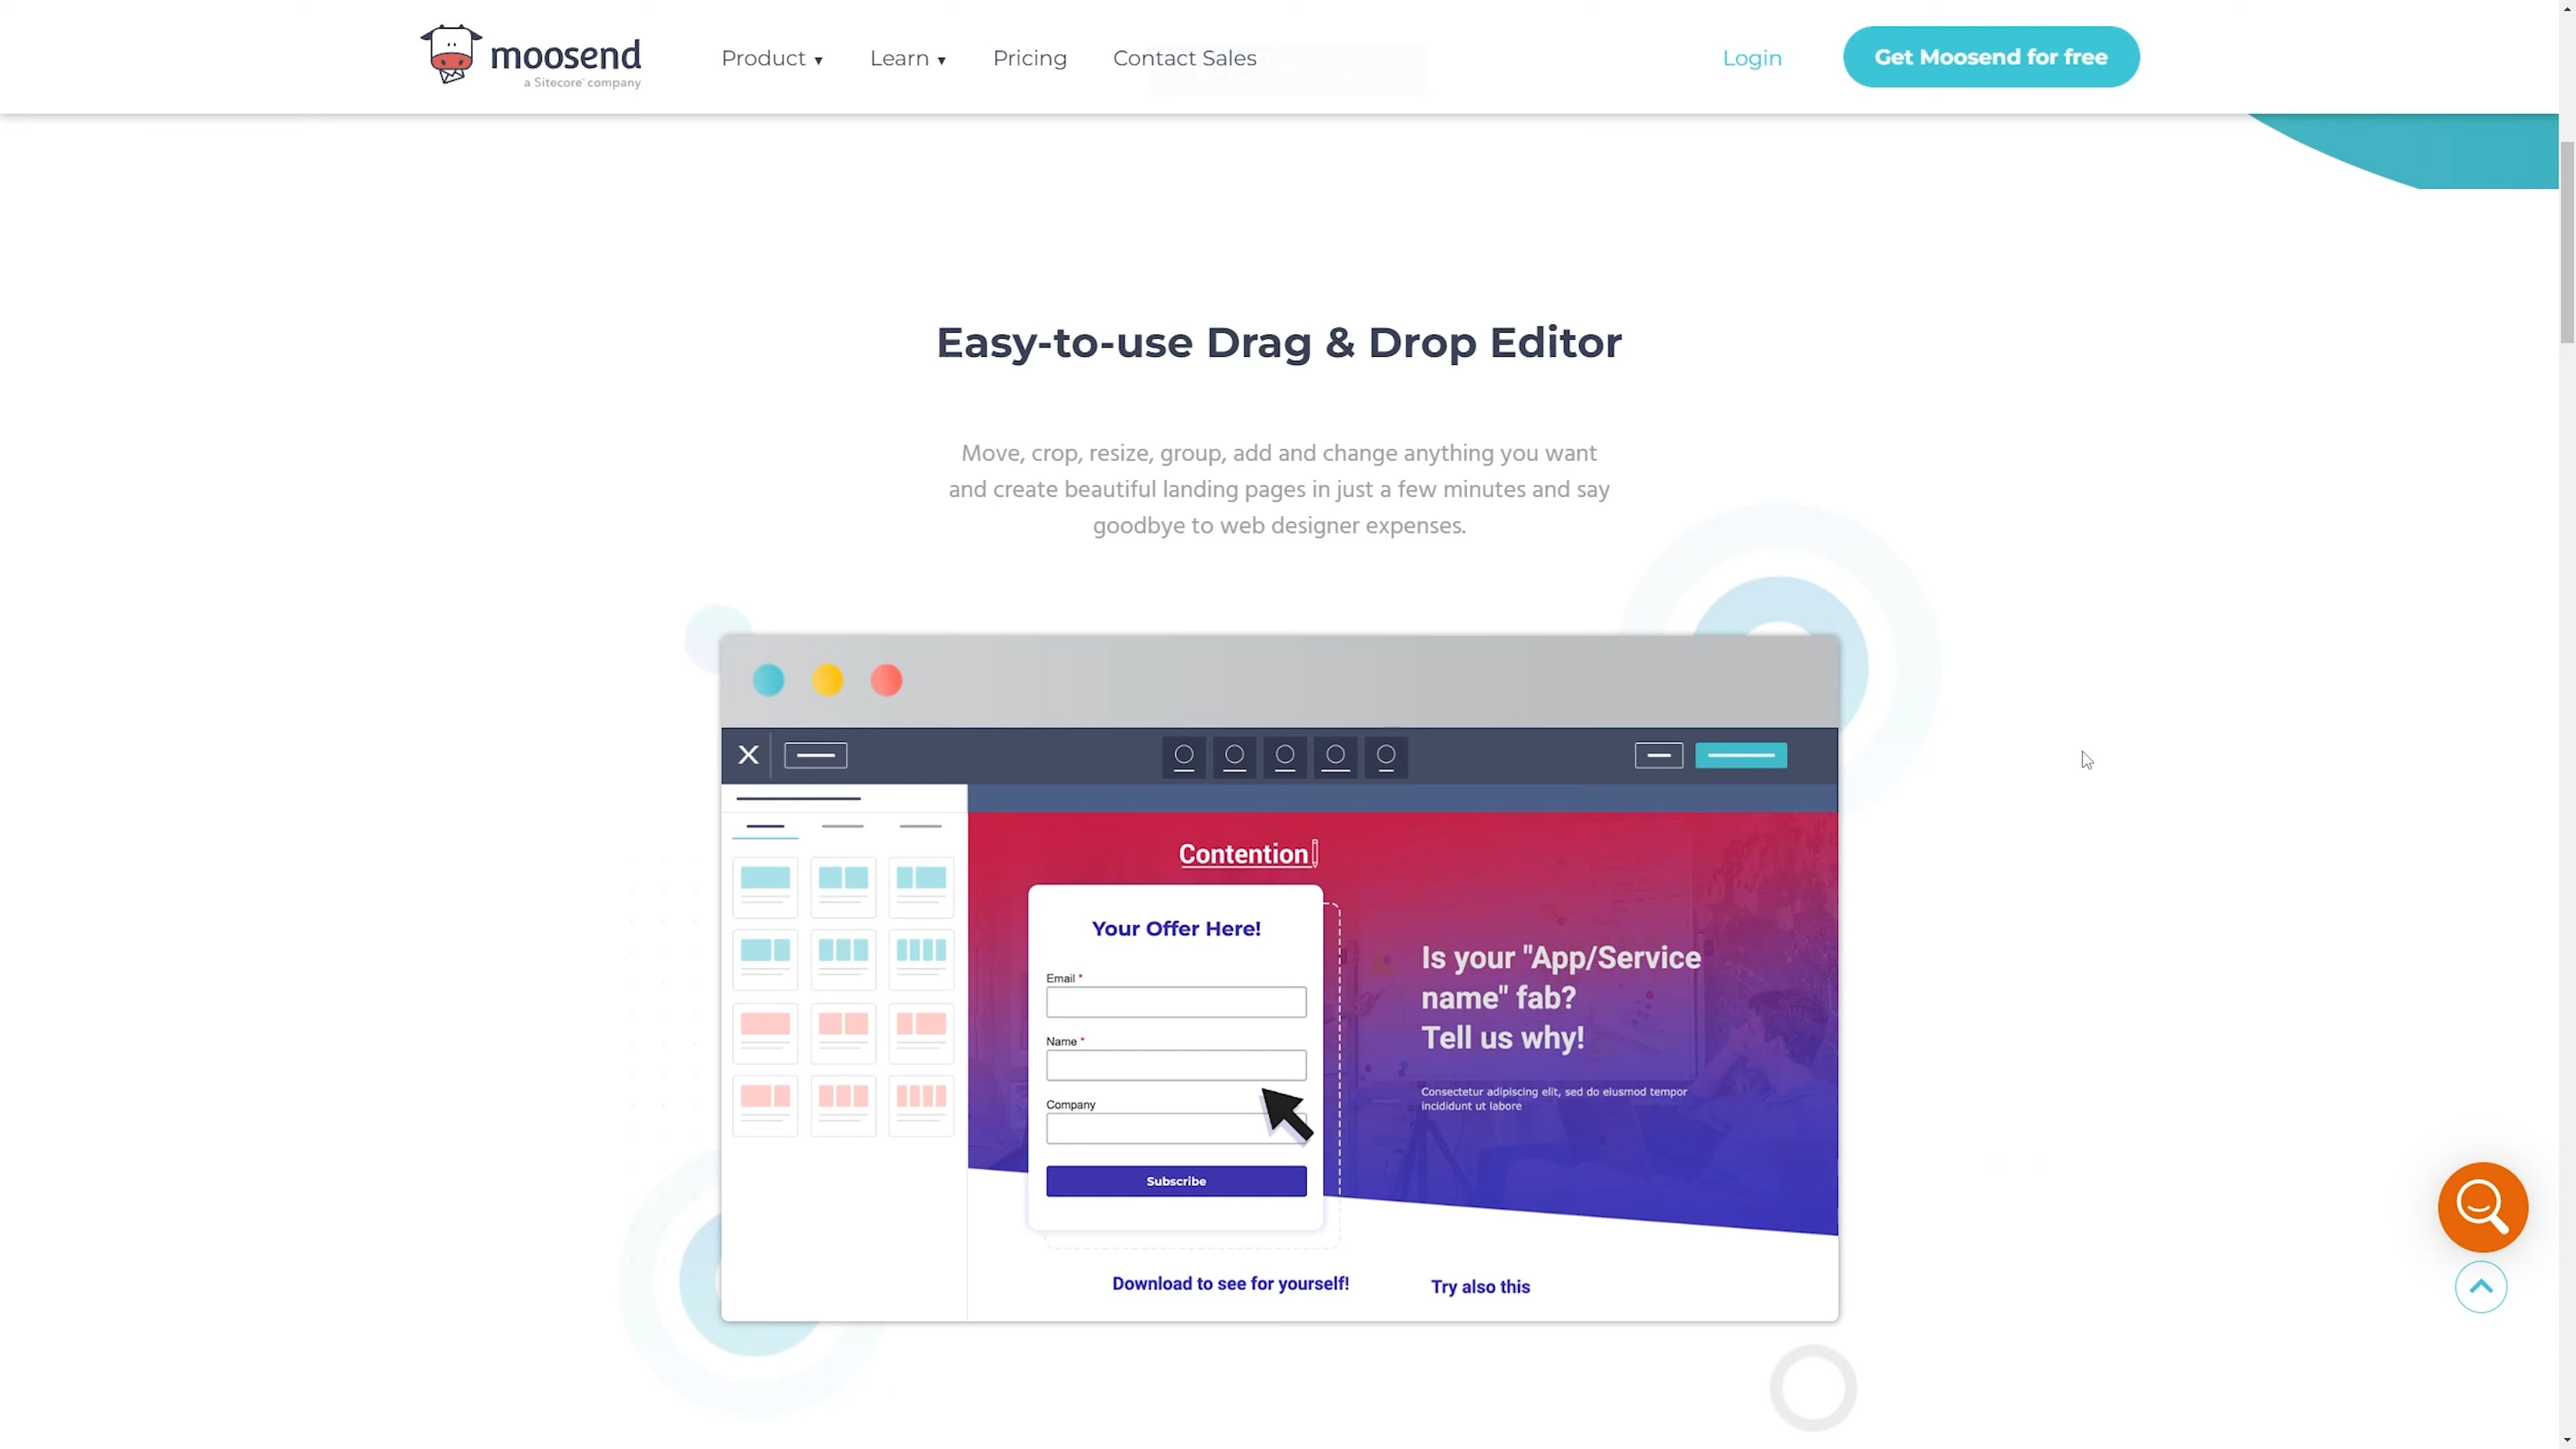 moosend
a Sitecore® company
Product ▼
Learn ▼
Pricing
Contact Sales
Login
Get Moosend for free
Easy-to-use Drag & Drop Editor
Move, crop, resize, group, add and change anything you want
and create beautiful landing pages in just a few minutes and say
goodbye to web designer expenses.
X
Contention
Your Offer Here!
Email *
Name *
Company
Subscribe
Is your "App/Service
name" fab?
Tell us why!
Consectetur adipiscing elit, sed do eiusmod tempor
incididunt ut labore
Download to see for yourself!
Try also this